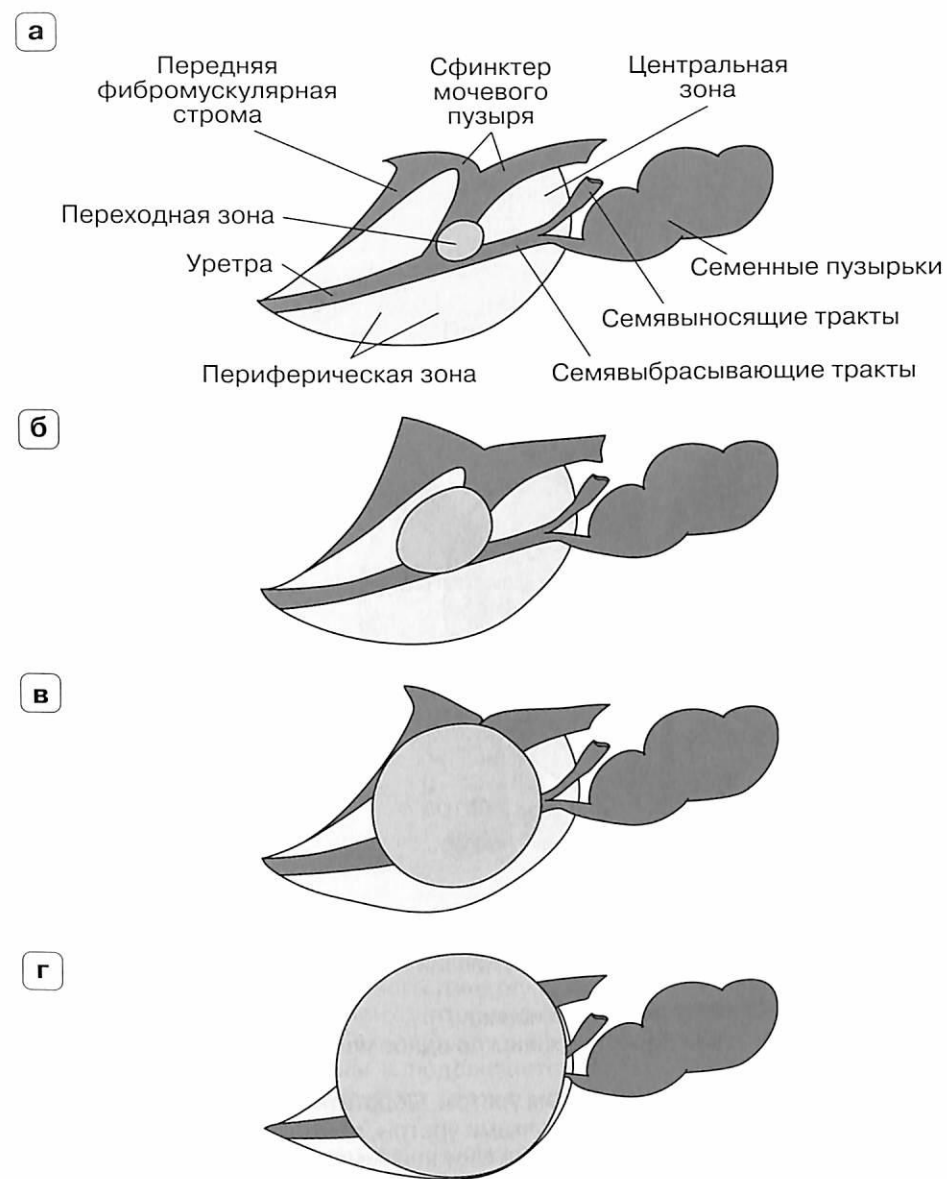 а
Передняя
фибромускулярная
строма
Сфинктер
мочевого
пузыря
Центральная
зона
Переходная зона
Уретра
Семенные пузырьки
Семявыносящие тракты
Периферическая зона
Семявыбрасывающие тракты
б
в
г